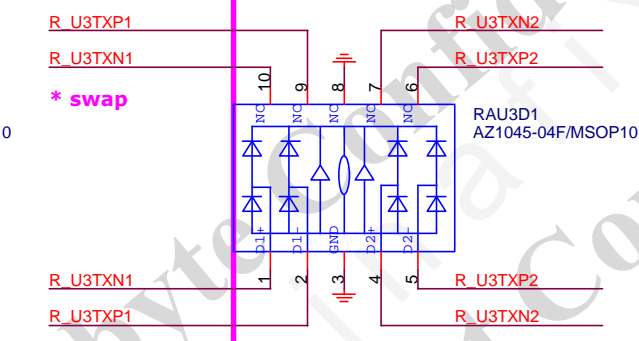 R_U3TXP1
R_U3TXN2
R_U3TXN1
R_U3TXP2
* swap
10
9
8
7
6
NC
NC
NC
NC
NC
RAU3D1
AZ1045-04F/MSOP10
0
D1+
D1-
GND
D2+
D2-
1
2
3
4
5
R_U3TXN1
R_U3TXP2
R_U3TXP1
R_U3TXN2